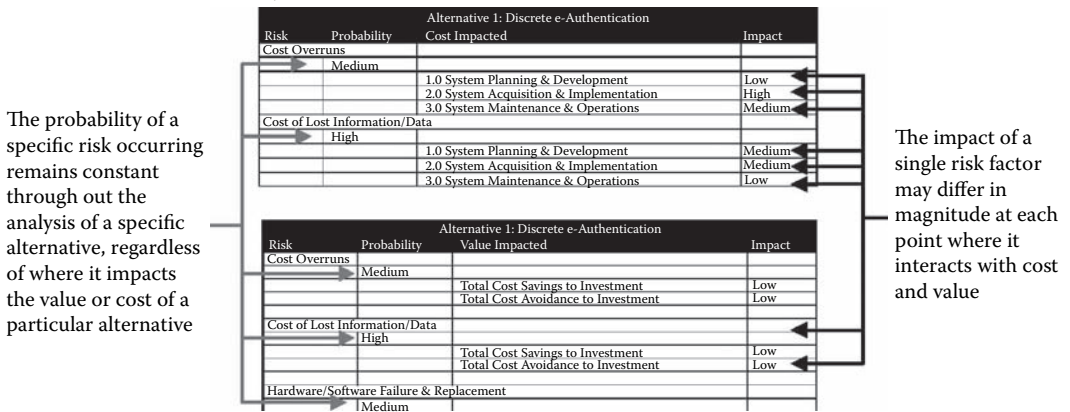 The probability of a
specific risk occurring
remains constant
through out the
analysis of a specific
alternative, regardless
of where it impacts
the value or cost of a
particular alternative
Alternative 1: Discrete e-Authentication
Risk Probability Cost Impacted Impact
Cost Overruns
Medium
1.0 System Planning & Development Low
2.0 System Acquisition & Implementation High
3.0 System Maintenance & Operations Medium
Cost of Lost Information/Data
High
1.0 System Planning & Development Medium
2.0 System Acquisition & Implementation Medium
3.0 System Maintenance & Operations Low
Alternative 1: Discrete e-Authentication
Risk Probability Value Impacted Impact
Cost Overruns
Medium
Total Cost Savings to Investment Low
Total Cost Avoidance to Investment Low
Cost of Lost Information/Data
High
Total Cost Savings to Investment Low
Total Cost Avoidance to Investment Low
Hardware/Software Failure & Replacement
Medium
The impact of a
single risk factor
may differ in
magnitude at each
point where it
interacts with cost
and value